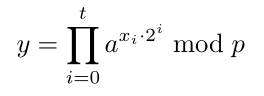 y = ∏_{i=0}^{t} a^{x_i·2^i} mod p